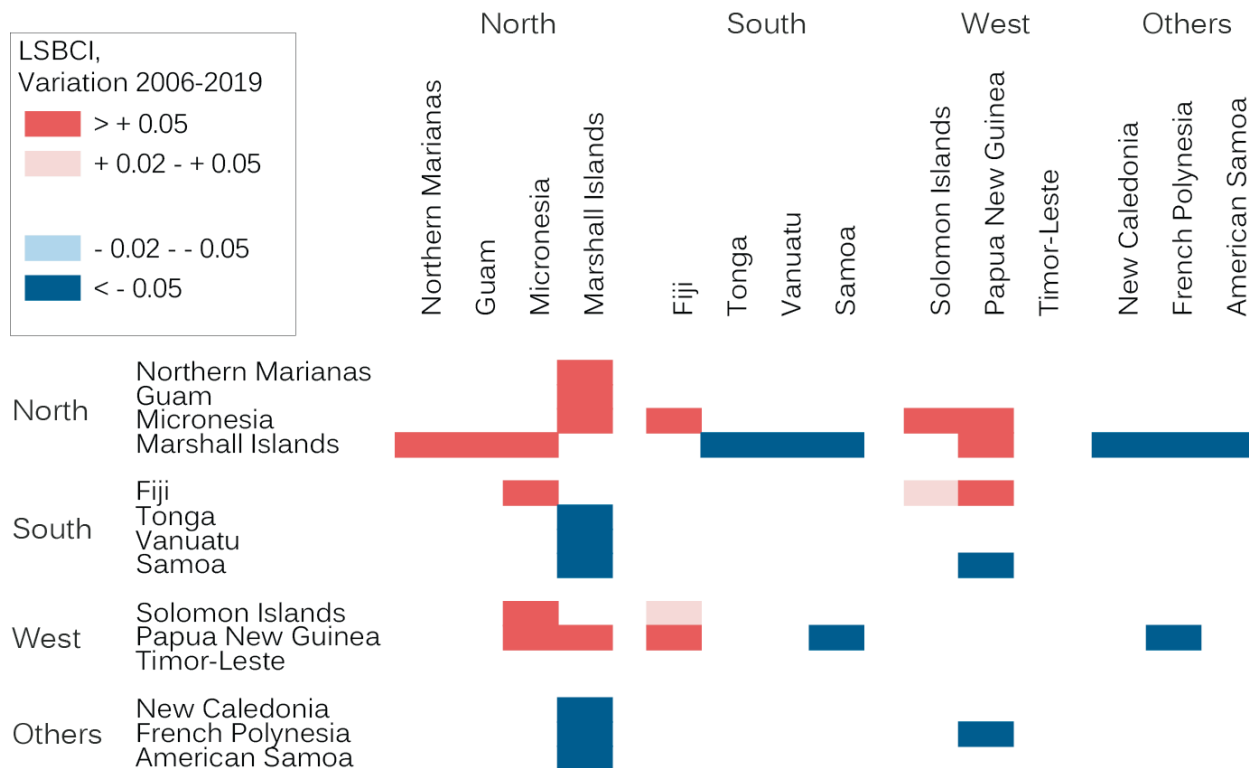 North South West Others
LSBCI,
Variation 2006-2019
> + 0.05
+ 0.02 - + 0.05
- 0.02 - - 0.05
< - 0.05
Northern Marianas
Guam
Micronesia
Marshall Islands
Fiji
Tonga
Vanuatu
Samoa
Solomon Islands
Papua New Guinea
Timor-Leste
New Caledonia
French Polynesia
American Samoa
North
Northern Marianas
Guam
Micronesia
Marshall Islands
South
Fiji
Tonga
Vanuatu
Samoa
West
Solomon Islands
Papua New Guinea
Timor-Leste
Others
New Caledonia
French Polynesia
American Samoa